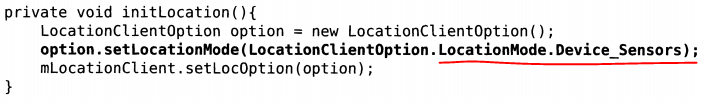 private void initLocation(){
    LocationClientOption option = new LocationClientOption();
    option.setLocationMode(LocationClientOption.LocationMode.Device_Sensors);
    mLocationClient.setLocOption(option);
}